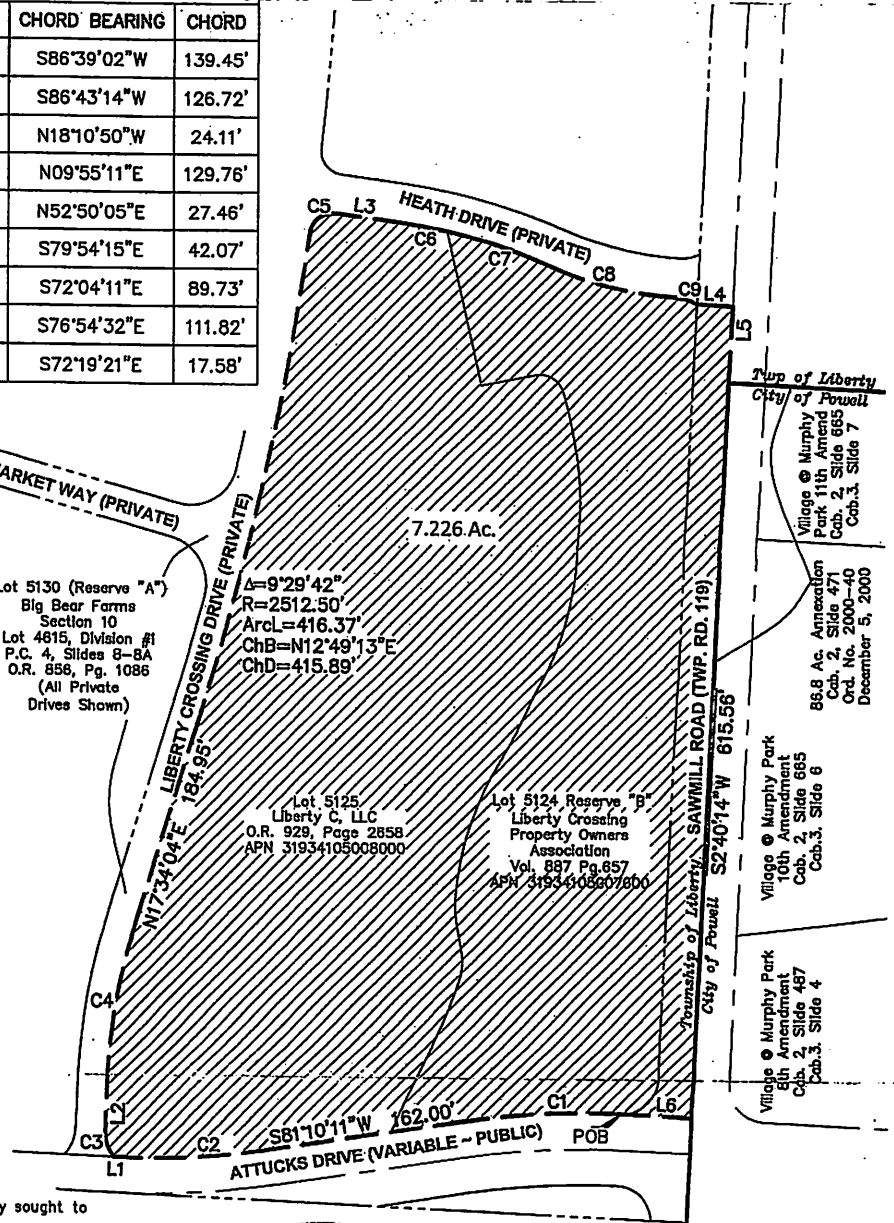 CHORD BEARING CHORD
S86°39'02"W 139.45'
S86°43'14"W 126.72'
N18°10'50"W 24.11'
N09°55'11"E 129.76'
N52°50'05"E 27.46'
S79°54'15"E 42.07'
S72°04'11"E 89.73'
S76°54'32"E 111.82'
S72°19'21"E 17.58'
HEATH DRIVE (PRIVATE)
C5
L3
C6
C7
C8
C9
L4
L5
Twp of Liberty
City of Powell
Village @ Murphy
Park 11th Amend
Cab. 2, Slide 665
Cab.3. Slide 7
ARKET WAY (PRIVATE)
7.226 Ac.
Lot 5130 (Reserve "A")
Big Bear Farms
Section 10
Lot 4615, Division #1
P.C. 4, Slides 8-8A
O.R. 858, Pg. 1086
(All Private
Drives Shown)
LIBERTY CROSSING DRIVE (PRIVATE)
Δ=9°29'42"
R=2512.50'
ArcL=416.37'
ChB=N12°49'13"E
ChD=415.89'
86.8 Ac. Annexation
Cab. 2, Slide 471
Ord. No. 2000-40
December 5, 2000
SAWMILL ROAD (TWP. RD. 119)
S2°40'14"W 615.56'
N17°34'04"E 184.95'
Lot 5125
Liberty C, LLC
O.R. 929, Page 2858
APN 31934105008000
Lot 5124 Reserve "B"
Liberty Crossing
Property Owners
Association
Vol. 887 Pg.657
APN 31934105007600
Village @ Murphy Park
10th Amendment
Cab. 2, Slide 665
Cab.3. Slide 6
Township of Liberty
City of Powell
Village @ Murphy Park
8th Amendment
Cab. 2, Slide 487
Cab.3. Slide 4
C4
L2
C3
L1
C2
S81°10'11"W 162.00'
C1
L6
POB
ATTUCKS DRIVE (VARIABLE ~ PUBLIC)
y sought to